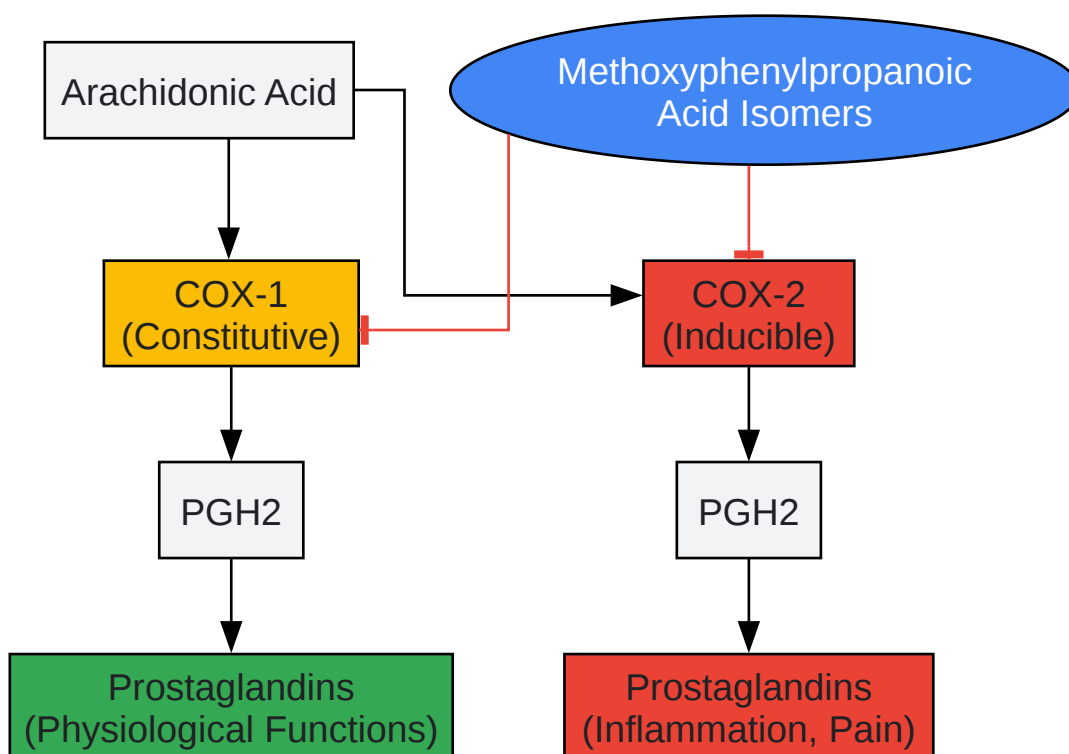 Arachidonic Acid
Methoxyphenylpropanoic
Acid Isomers
COX-1
(Constitutive)
COX-2
(Inducible)
PGH2
PGH2
Prostaglandins
(Physiological Functions)
Prostaglandins
(Inflammation, Pain)